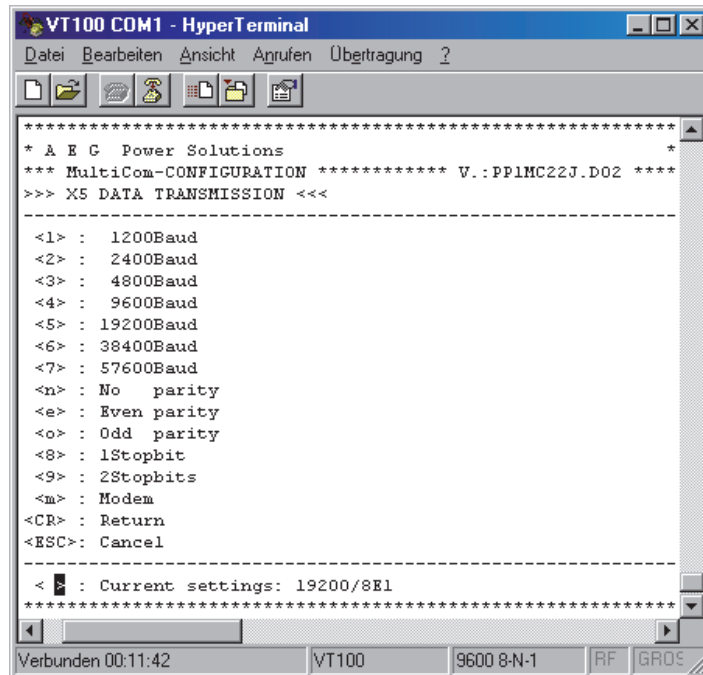 VT100 COM1 - HyperTerminal
Datei Bearbeiten Ansicht Anrufen Übertragung ?
************************************************************
* A E G  Power Solutions                                   *
*** MultiCom-CONFIGURATION ************ V.:PP1MC22J.D02 ****
>>> X5 DATA TRANSMISSION <<<
------------------------------------------------------------
<1> :  1200Baud
<2> :  2400Baud
<3> :  4800Baud
<4> :  9600Baud
<5> : 19200Baud
<6> : 38400Baud
<7> : 57600Baud
<n> : No   parity
<e> : Even parity
<o> : Odd  parity
<8> : 1Stopbit
<9> : 2Stopbits
<m> : Modem
<CR> : Return
<ESC>: Cancel
------------------------------------------------------------
< > : Current settings: 19200/8E1
************************************************************
Verbunden 00:11:42 VT100 9600 8-N-1 RF GROS